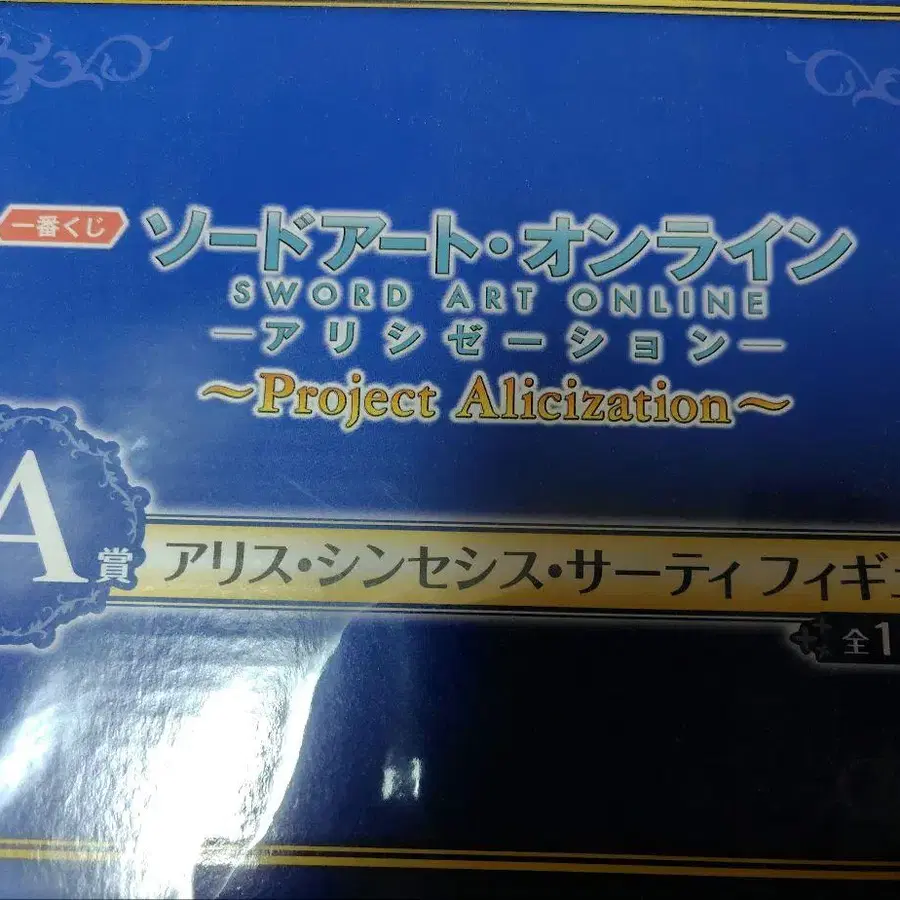 一番くじ
ソードアート・オンライン
SWORD ART ONLINE
―アリシゼーション―
～Project Alicization～
A賞
アリス・シンセシス・サーティ フィギュ
全1